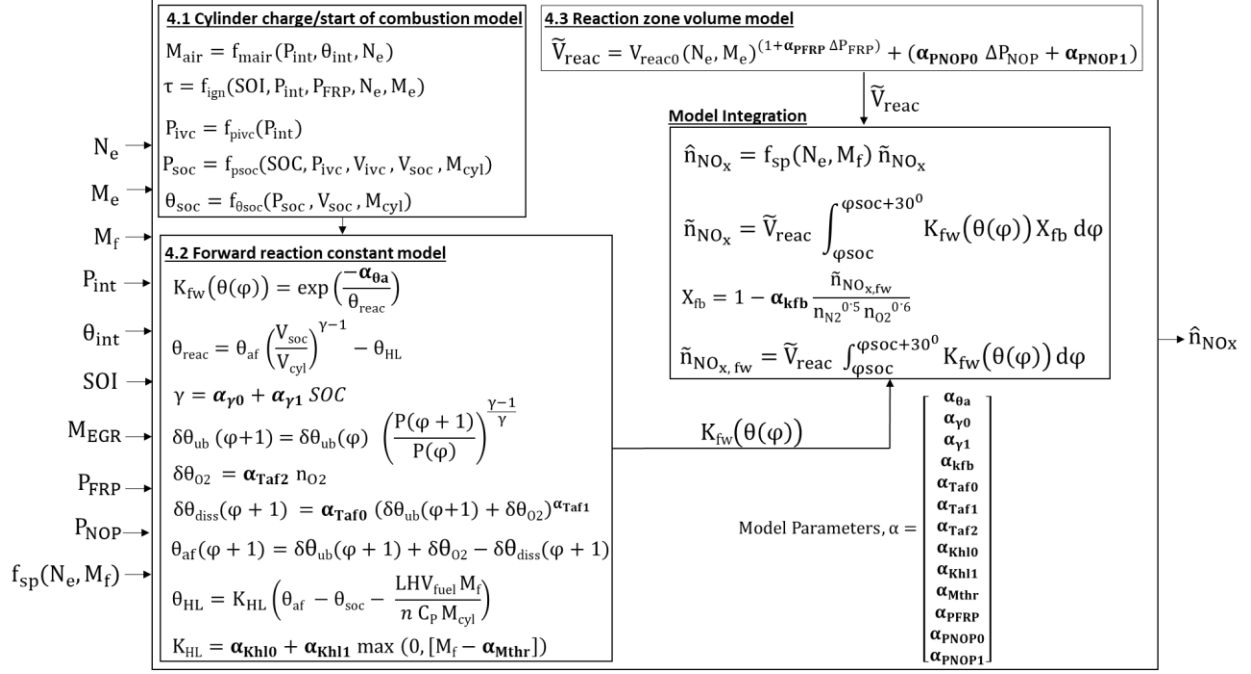 4.1 Cylinder charge/start of combustion model
M_air = f_mair(P_int, θ_int, N_e)
τ = f_ign(SOI, P_int, P_FRP, N_e, M_e)
P_ivc = f_pivc(P_int)
P_soc = f_psoc(SOC, P_ivc, V_ivc, V_soc, M_cyl)
θ_soc = f_θsoc(P_soc, V_soc, M_cyl)
4.3 Reaction zone volume model
Ṽ_reac = V_reac0(N_e, M_e)^(1+α_PFRP ΔP_FRP) + (α_PNOP0 ΔP_NOP + α_PNOP1)
Ṽ_reac
Model Integration
n̂_NOx = f_sp(N_e, M_f) ñ_NOx
ñ_NOx = Ṽ_reac ∫_φsoc^φsoc+30⁰ K_fw(θ(φ)) X_fb dφ
X_fb = 1 − α_kfb ñ_NOx,fw / (n_N2^0·5 n_O2^0·6)
ñ_NOx, fw = Ṽ_reac ∫_φsoc^φsoc+30⁰ K_fw(θ(φ)) dφ
N_e
M_e
M_f
P_int
θ_int
SOI
M_EGR
P_FRP
P_NOP
f_sp(N_e, M_f)
4.2 Forward reaction constant model
K_fw(θ(φ)) = exp(−α_θa / θ_reac)
θ_reac = θ_af (V_soc / V_cyl)^γ−1 − θ_HL
γ = α_γ0 + α_γ1 SOC
δθ_ub (φ+1) = δθ_ub(φ) (P(φ + 1) / P(φ))^(γ−1)/γ
δθ_O2 = α_Taf2 n_O2
δθ_diss(φ + 1) = α_Taf0 (δθ_ub(φ+1) + δθ_O2)^α_Taf1
θ_af(φ + 1) = δθ_ub(φ + 1) + δθ_O2 − δθ_diss(φ + 1)
θ_HL = K_HL (θ_af − θ_soc − LHV_fuel M_f / (n C_P M_cyl))
K_HL = α_Khl0 + α_Khl1 max (0, [M_f − α_Mthr])
K_fw(θ(φ))
n̂_NOx
Model Parameters, α =
α_θa
α_γ0
α_γ1
α_kfb
α_Taf0
α_Taf1
α_Taf2
α_Khl0
α_Khl1
α_Mthr
α_PFRP
α_PNOP0
α_PNOP1